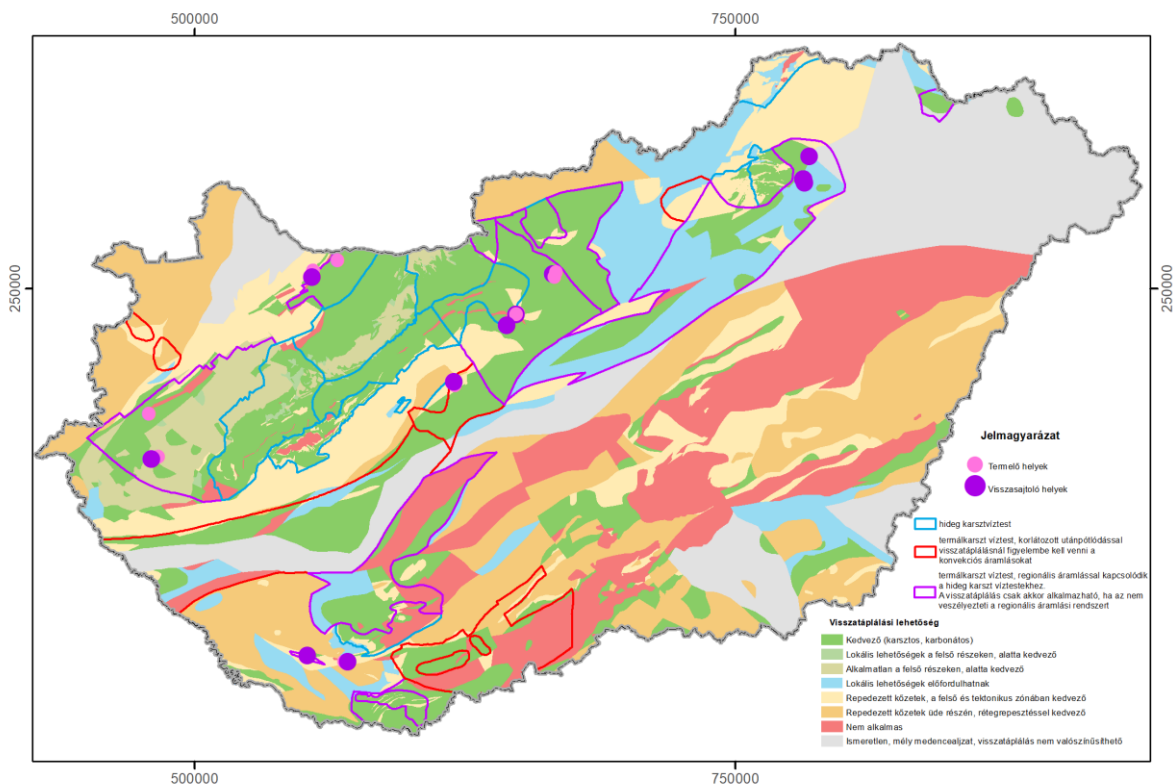 500000
750000
250000
250000
Jelmagyarázat
Termelő helyek
Visszasajtoló helyek
hideg karsztvíztest
termálkarszt víztest, korlátozott utánpótlódással
visszatáplálásnál figyelembe kell venni a
konvekciós áramlásokat
termálkarszt víztest, regionális áramlással kapcsolódik
a hideg karszt víztestekhez.
A visszatáplálás csak akkor alkalmazható, ha az nem
veszélyezteti a regionális áramlási rendszert
Visszatáplálási lehetőség
Kedvező (karsztos, karbonátos)
Lokális lehetőségek a felső részeken, alatta kedvező
Alkalmatlan a felső részeken, alatta kedvező
Lokális lehetőségek előfordulhatnak
Repedezett kőzetek, a felső és tektonikus zónában kedvező
Repedezett kőzetek üde részén, rétegrepesztéssel kedvező
Nem alkalmas
Ismeretlen, mély medencealjzat, visszatáplálás nem valószínűsíthető
500000
750000